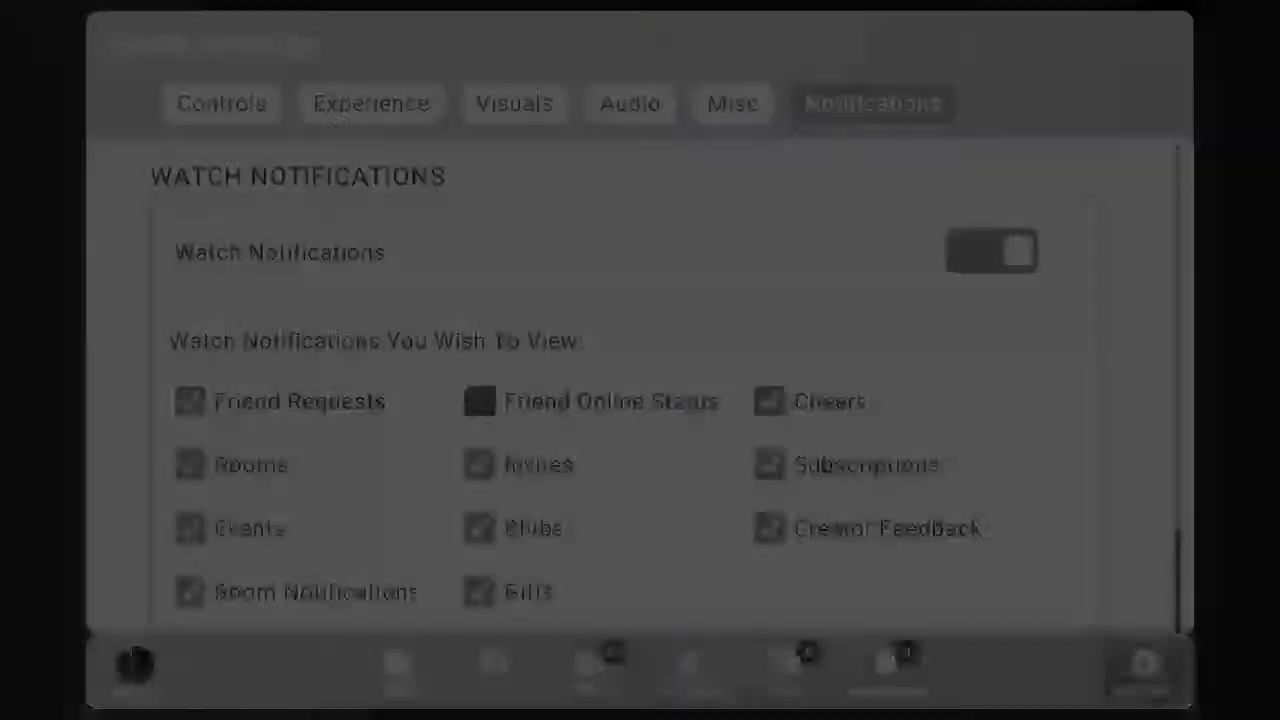 Controls Experience Visuals Audio Misc Notifications
WATCH NOTIFICATIONS
Watch Notifications
Watch Notifications You Wish To View:
Friend Requests Friend Online Status Cheers
Rooms Invites Subscriptions
Events Clubs Creator Feedback
Room Notifications Gifts